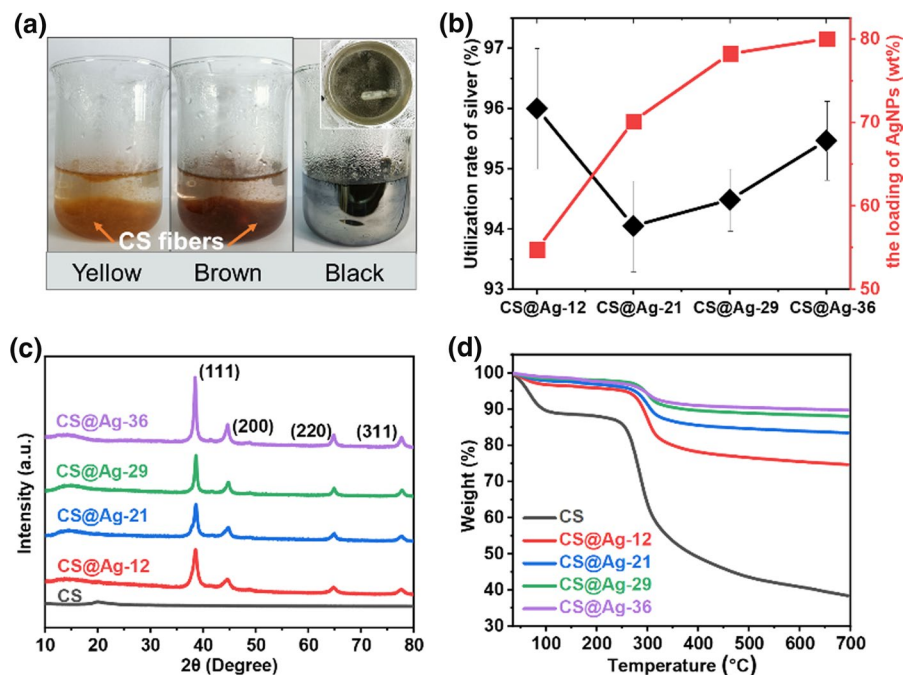 (a)
CS fibers
Yellow Brown Black
(b)
Utilization rate of silver (%)
97
96
95
94
93
CS@Ag-12 CS@Ag-21 CS@Ag-29 CS@Ag-36
80
70
60
50
the loading of AgNPs (wt%)
(c)
Intensity (a.u.)
(111)
(200)
(220)
(311)
CS@Ag-36
CS@Ag-29
CS@Ag-21
CS@Ag-12
CS
10 20 30 40 50 60 70 80
2θ (Degree)
(d)
Weight (%)
100
90
80
70
60
50
40
30
CS
CS@Ag-12
CS@Ag-21
CS@Ag-29
CS@Ag-36
100 200 300 400 500 600 700
Temperature (°C)